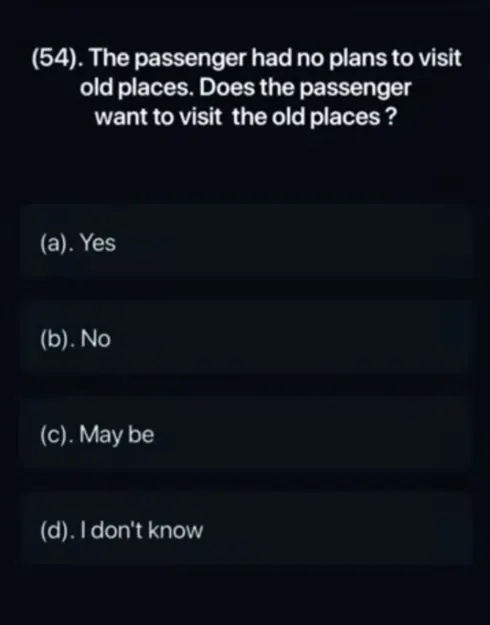 (54). The passenger had no plans to visit
old places. Does the passenger
want to visit the old places ?
(a). Yes
(b). No
(c). May be
(d). I don't know